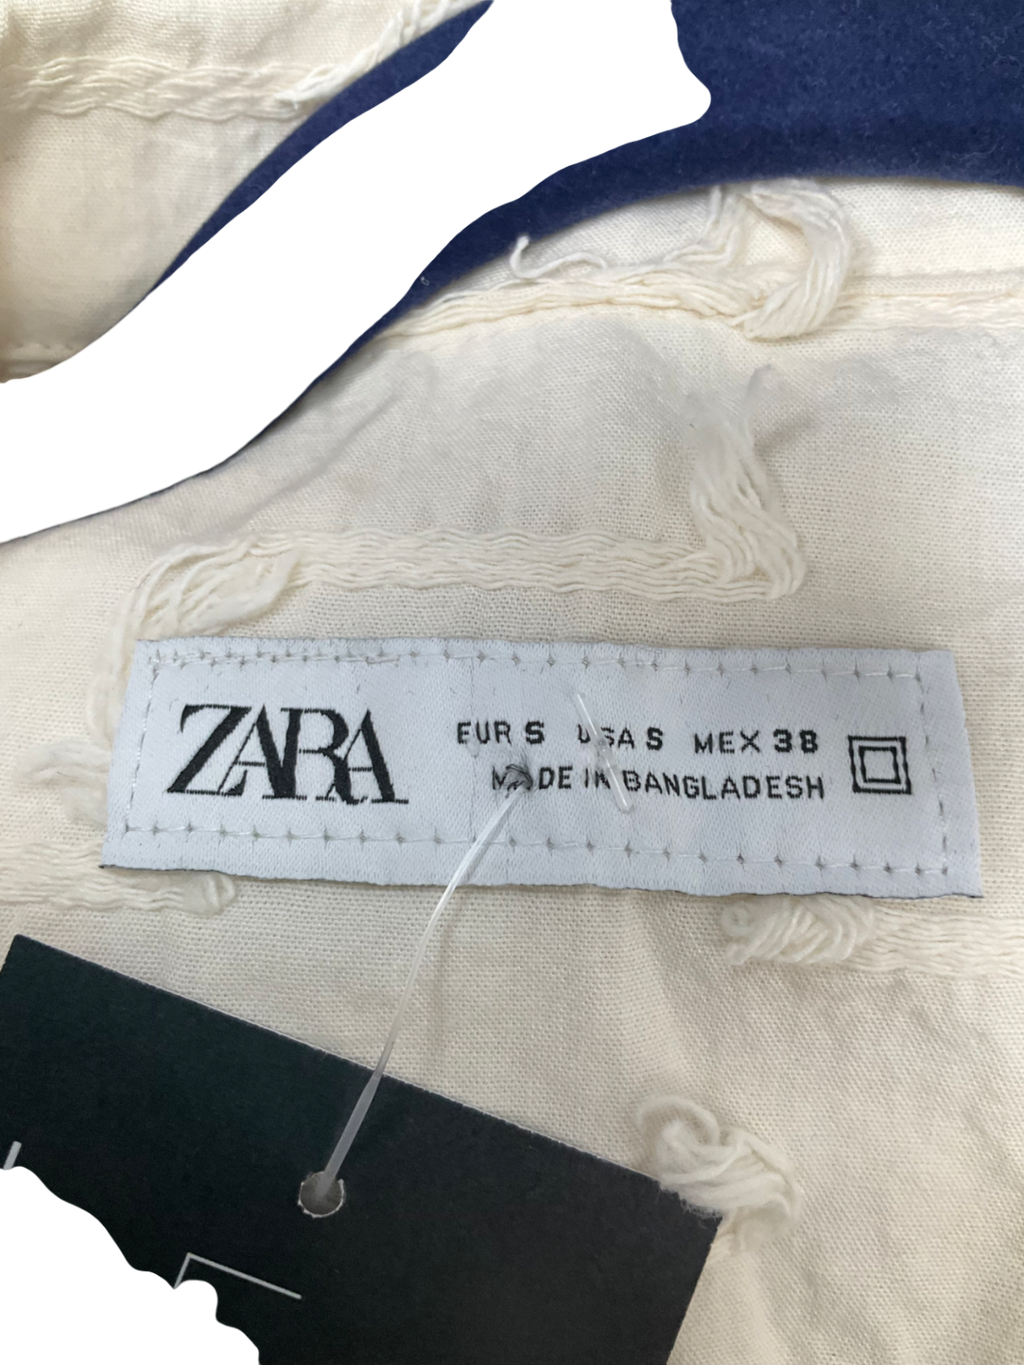 ZARA
EUR S USA S MEX 38
MADE IN BANGLADESH